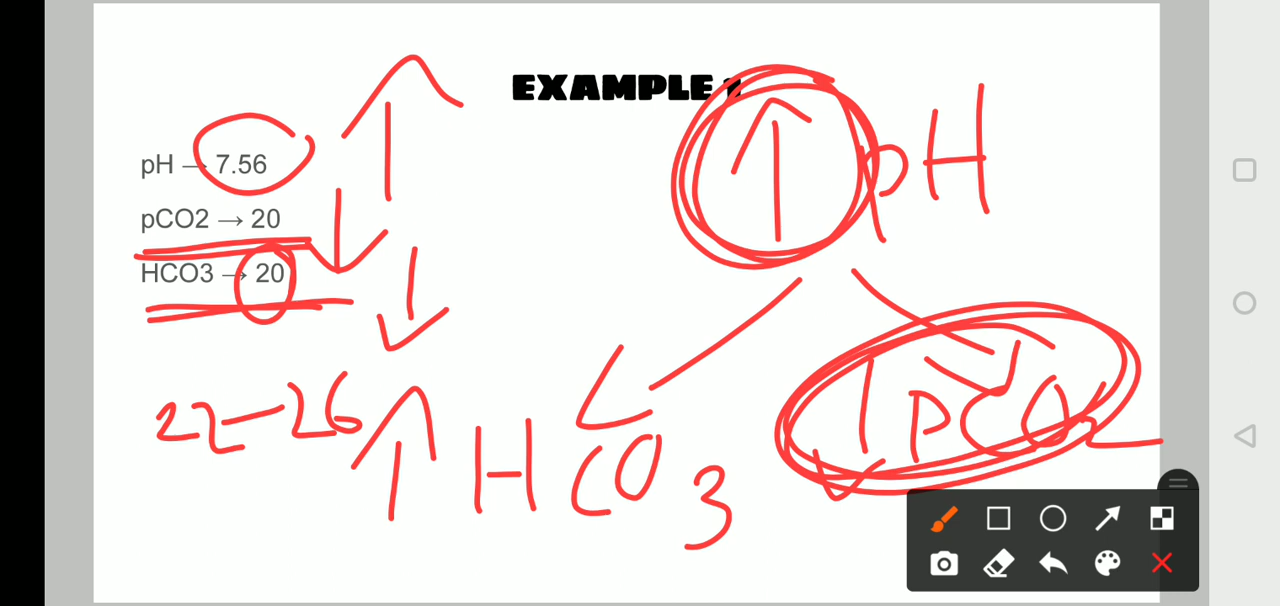 EXAMPLE
pH → 7.56
pCO2 → 20
HCO3 → 20
22-26
↑ pH
↑ HCO3
↓ pCO2